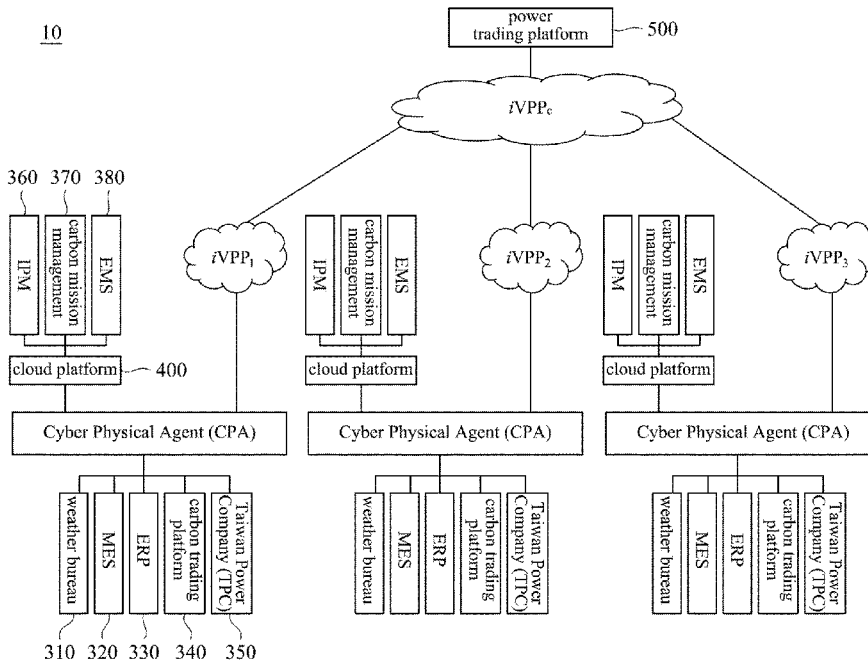 10
power
trading platform
500
iVPPc
360
370
380
IPM
carbon mission
management
EMS
iVPP1
IPM
carbon mission
management
EMS
iVPP2
IPM
carbon mission
management
EMS
iVPP3
cloud platform
400
cloud platform
cloud platform
Cyber Physical Agent (CPA)
Cyber Physical Agent (CPA)
Cyber Physical Agent (CPA)
weather bureau
MES
ERP
carbon trading
platform
Taiwan Power
Company (TPC)
weather bureau
MES
ERP
carbon trading
platform
Taiwan Power
Company (TPC)
weather bureau
MES
ERP
carbon trading
platform
Taiwan Power
Company (TPC)
310
320
330
340
350